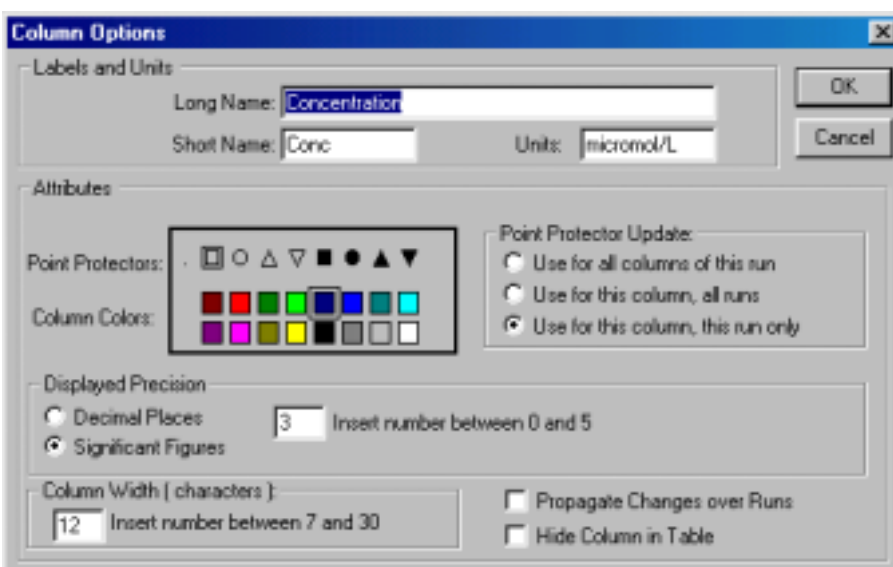 Column Options
Labels and Units
OK
Long Name: Concentration
Short Name: Conc Units: micromol/L
Cancel
Attributes
Point Protectors:
Column Colors:
Point Protector Update:
Use for all columns of this run
Use for this column, all runs
Use for this column, this run only
Displayed Precision
Decimal Places
Significant Figures
3 Insert number between 0 and 5
Column Width ( characters ):
12 Insert number between 7 and 30
Propagate Changes over Runs
Hide Column in Table